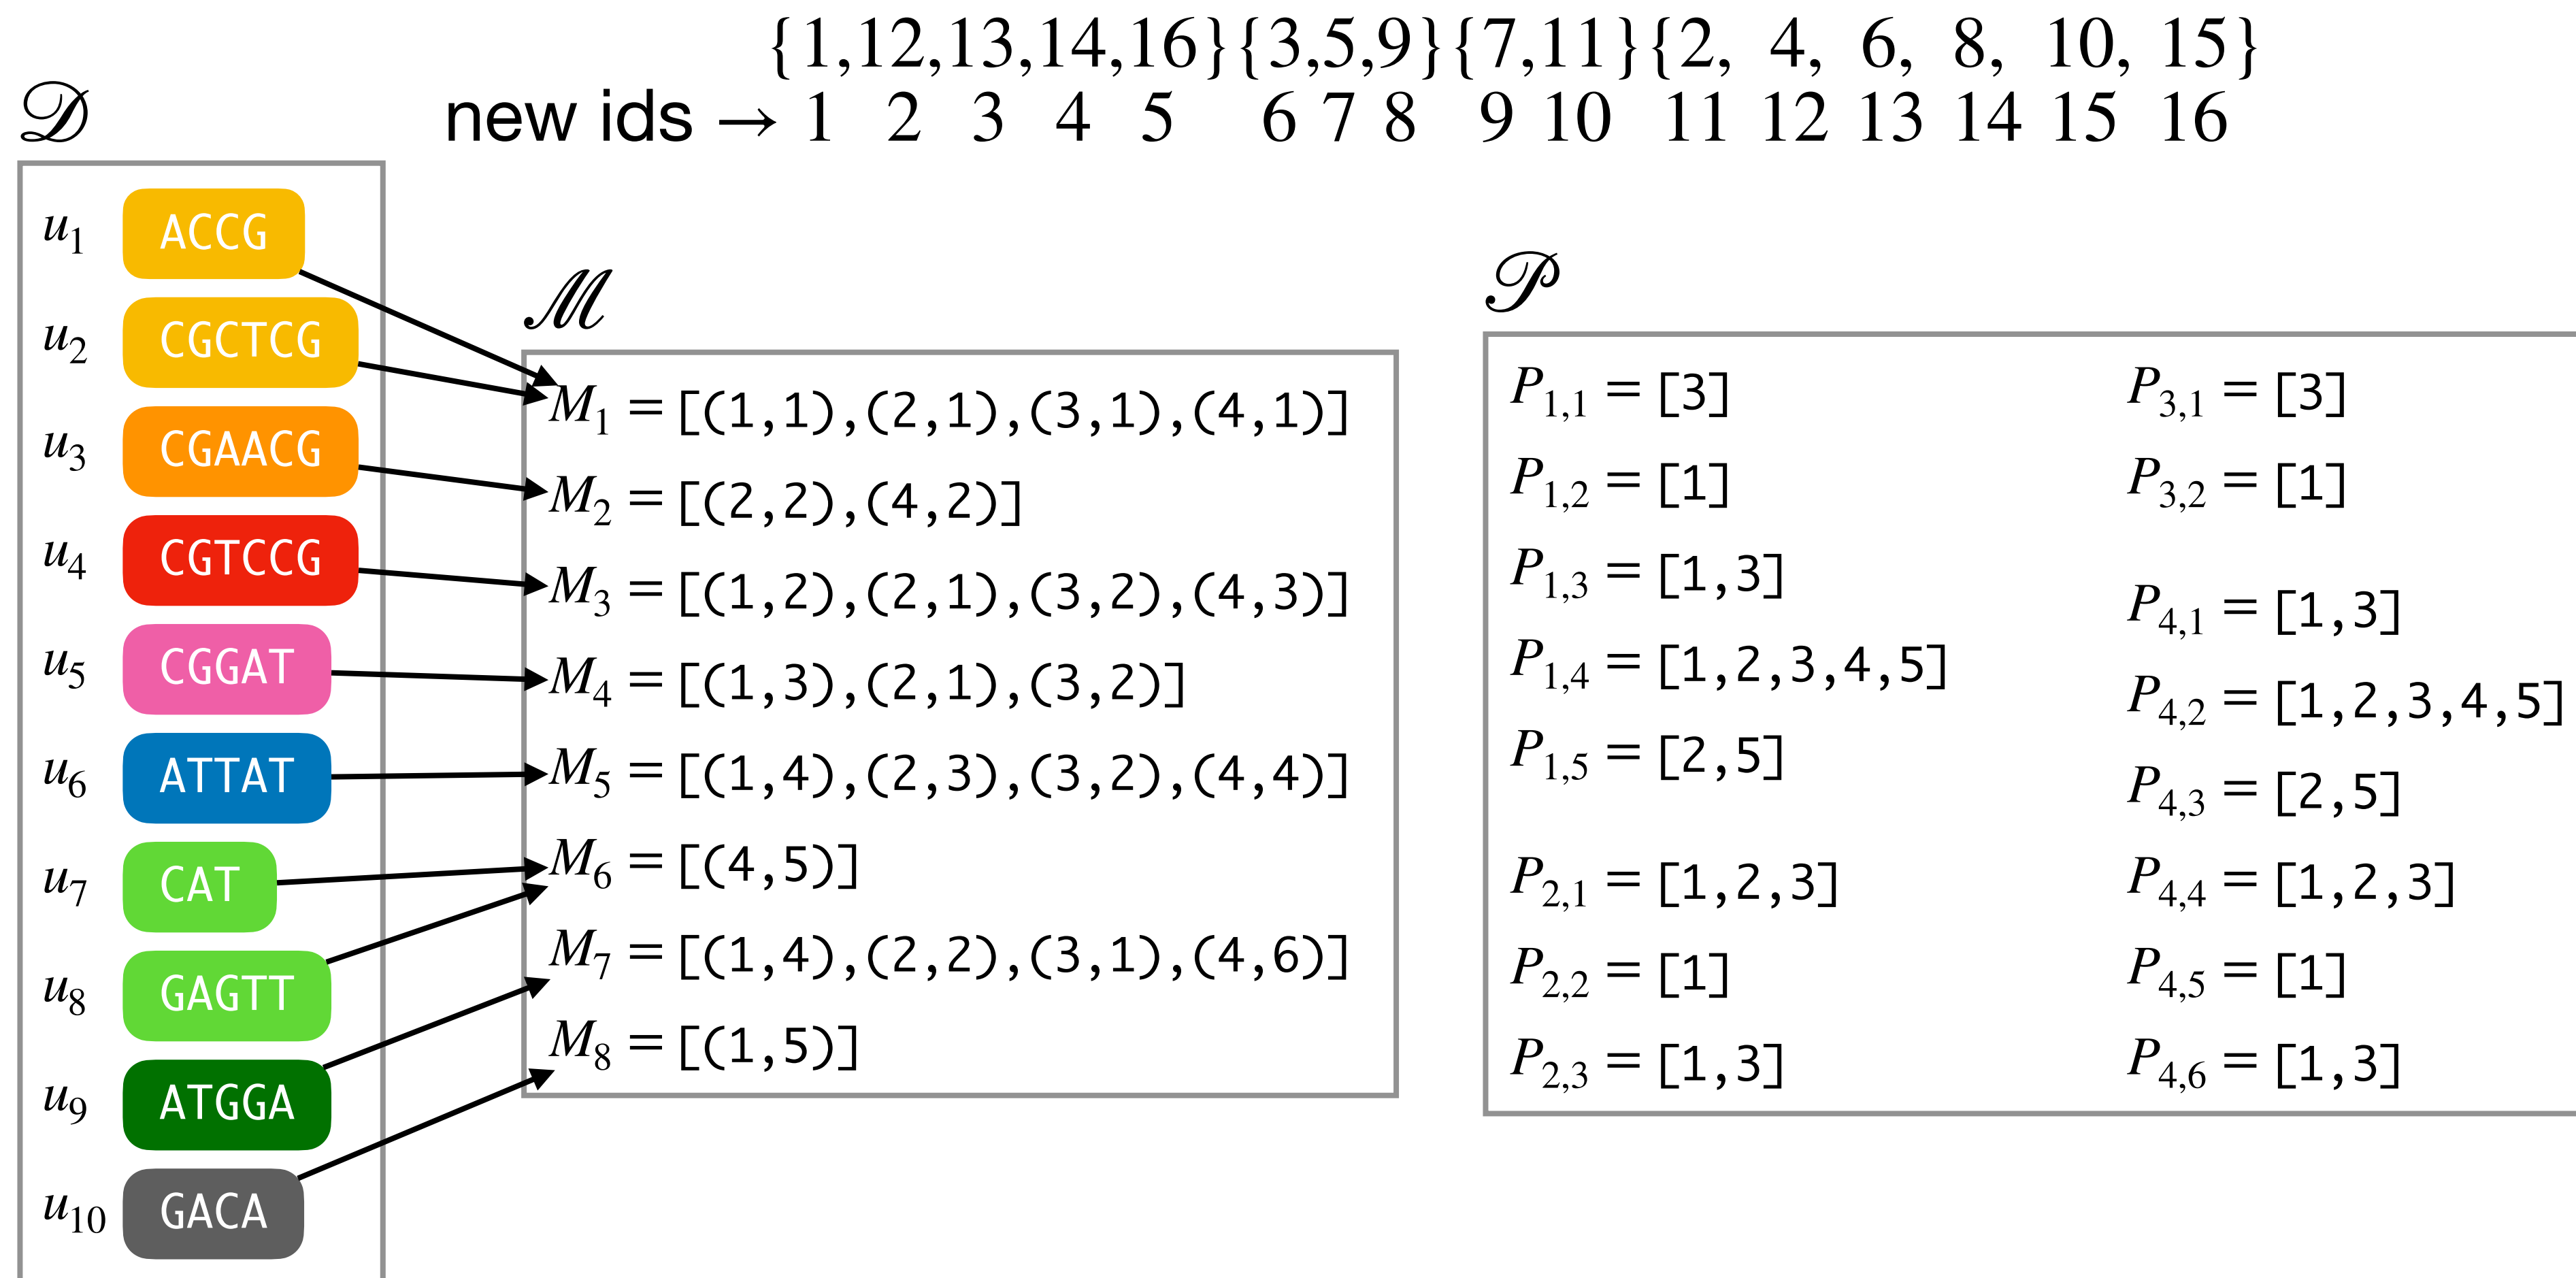 {1,12,13,14,16}{3,5,9}{7,11}{2, 4, 6, 8, 10, 15}
new ids → 1 2 3 4 5 6 7 8 9 10 11 12 13 14 15 16
𝒟
u1 ACCG
u2 CGCTCG
u3 CGAACG
u4 CGTCCG
u5 CGGAT
u6 ATTAT
u7 CAT
u8 GAGTT
u9 ATGGA
u10 GACA
ℳ
M1 = [(1,1),(2,1),(3,1),(4,1)]
M2 = [(2,2),(4,2)]
M3 = [(1,2),(2,1),(3,2),(4,3)]
M4 = [(1,3),(2,1),(3,2)]
M5 = [(1,4),(2,3),(3,2),(4,4)]
M6 = [(4,5)]
M7 = [(1,4),(2,2),(3,1),(4,6)]
M8 = [(1,5)]
𝒫
P1,1 = [3]
P1,2 = [1]
P1,3 = [1,3]
P1,4 = [1,2,3,4,5]
P1,5 = [2,5]
P2,1 = [1,2,3]
P2,2 = [1]
P2,3 = [1,3]
P3,1 = [3]
P3,2 = [1]
P4,1 = [1,3]
P4,2 = [1,2,3,4,5]
P4,3 = [2,5]
P4,4 = [1,2,3]
P4,5 = [1]
P4,6 = [1,3]